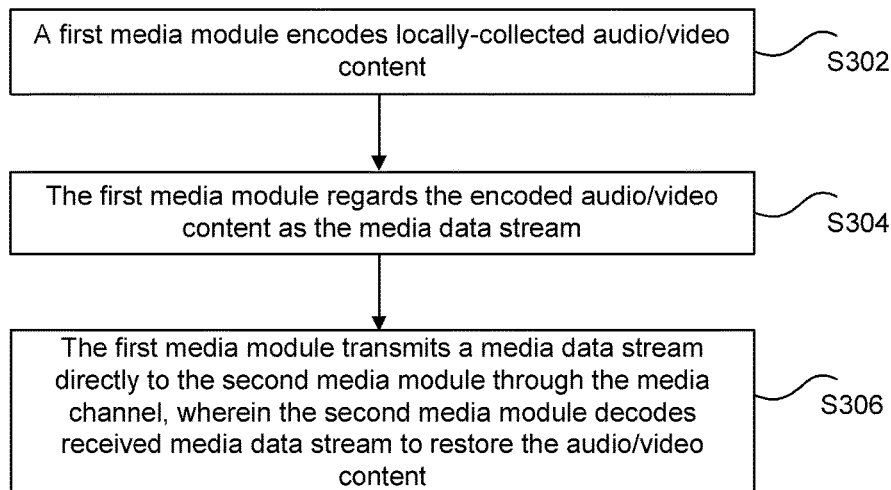 A first media module encodes locally-collected audio/video
content
S302
The first media module regards the encoded audio/video
content as the media data stream
S304
The first media module transmits a media data stream
directly to the second media module through the media
channel, wherein the second media module decodes
received media data stream to restore the audio/video
content
S306